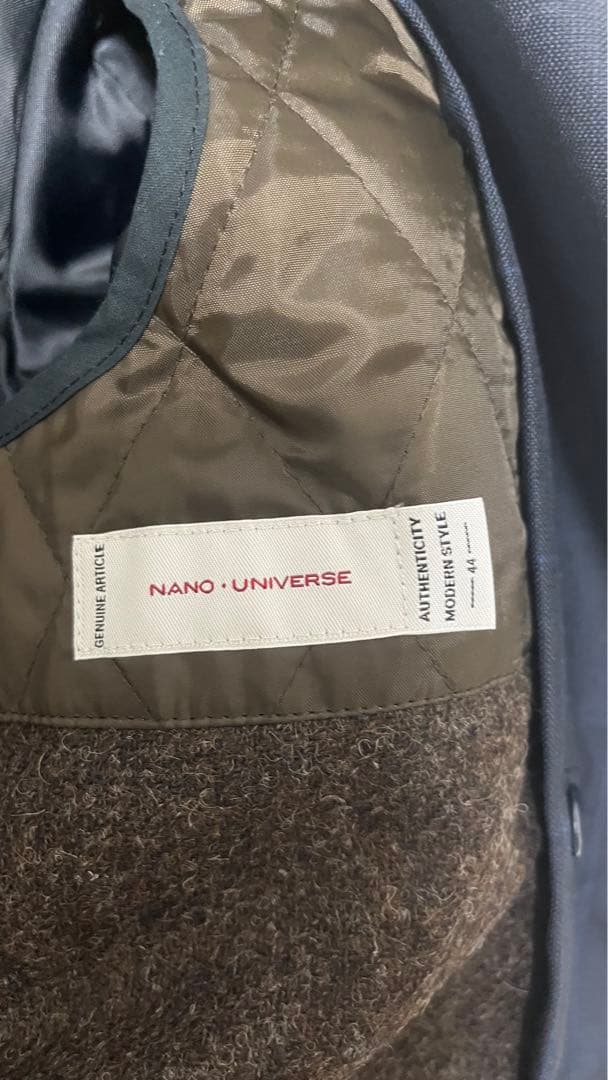 GENUINE ARTICLE
NANO・UNIVERSE
AUTHENTICITY
MODERN STYLE
44